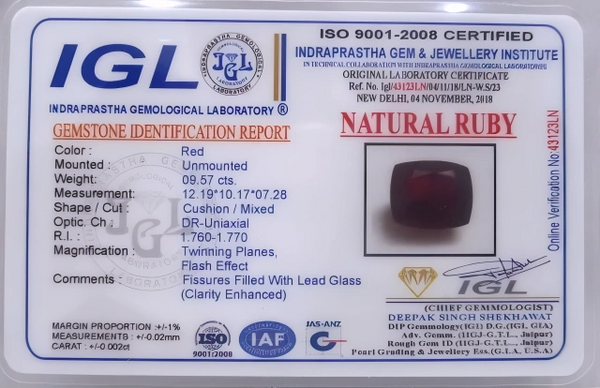 IGL
INDRAPRASTHA GEMOLOGICAL LABORATORY
IGL
LABORATORY
INDRAPRASTHA GEMOLOGICAL LABORATORY ®
GEMSTONE IDENTIFICATION REPORT
Color : Red
Mounted : Unmounted
Weight : 09.57 cts.
Measurement : 12.19*10.17*07.28
Shape / Cut : Cushion / Mixed
Optic. Ch : DR-Uniaxial
R.I. : 1.760-1.770
Magnification : Twinning Planes,
Flash Effect
Comments : Fissures Filled With Lead Glass
(Clarity Enhanced)
MARGIN PROPORTION :+/-1%
MEASUREMENTS : +/-0.02mm
CARAT : +/-0.002ct
ISO
9001:2008
IAF
JAS-ANZ
ISO 9001-2008 CERTIFIED
INDRAPRASTHA GEM & JEWELLERY INSTITUTE
IN TECHNICAL COLLABORATION WITH INDRAPRASTHA GEMOLOGICAL LABORATORY®
ORIGINAL LABORATORY CERTIFICATE
Ref. No. Igl/43123LN/04/11/18/LN-W.S/23
NEW DELHI, 04 NOVEMBER, 2018
NATURAL RUBY
Online Verification No:43123LN
IGL
(CHIEF GEMMOLOGIST)
DEEPAK SINGH SHEKHAWAT
DIP Gemmology(IGI) D.G.(IGI, GIA)
Adv. Gemm. (IIGJ-G.T.L., Jaipur)
Rough Gem ID (IIGJ-G.T.L., Jaipur)
Pearl Grading & Jewellery Ess.(G.I.A, U.S.A)